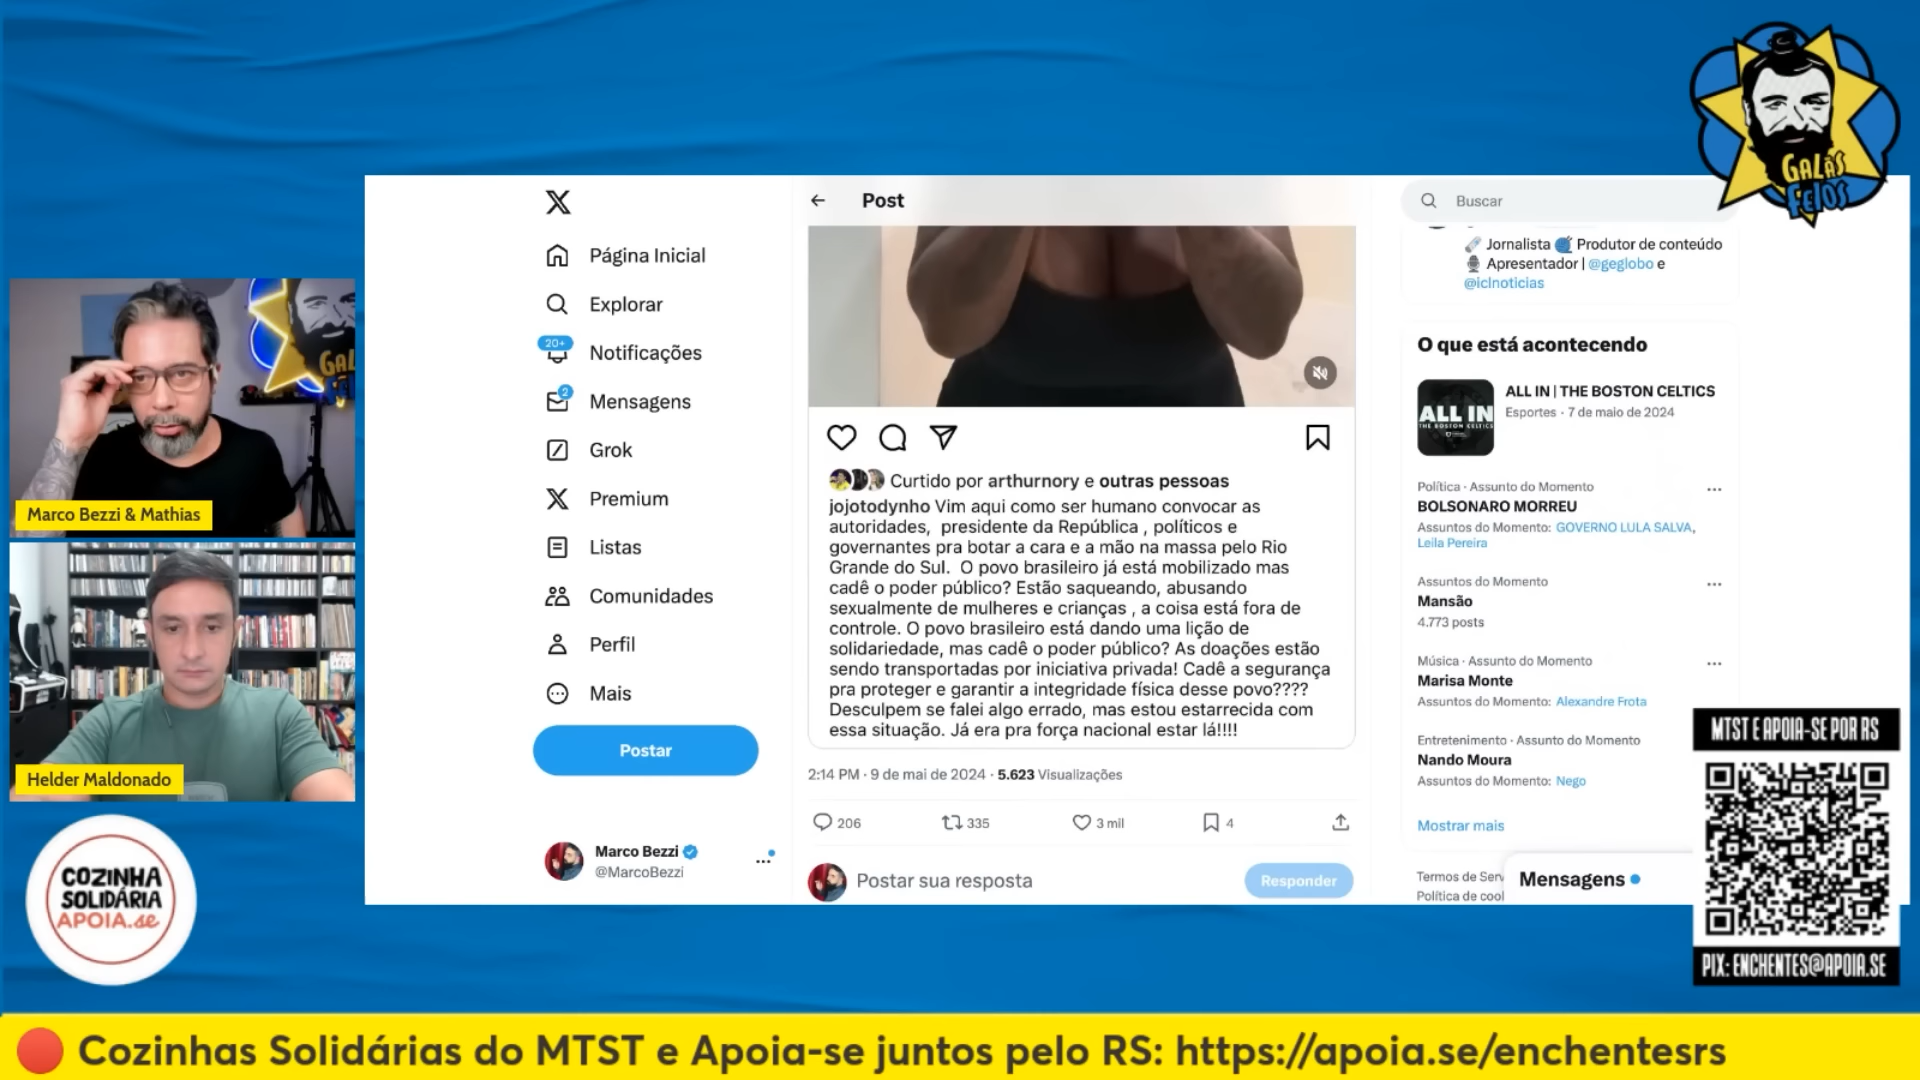 GALÃS
FEIOS
X
Página Inicial
Explorar
20+
Notificações
2
Mensagens
Grok
Premium
Listas
Comunidades
Perfil
Mais
Postar
Marco Bezzi
@MarcoBezzi
Post
Curtido por arthurnory e outras pessoas
jojotodynho Vim aqui como ser humano convocar as
autoridades, presidente da República , políticos e
governantes pra botar a cara e a mão na massa pelo Rio
Grande do Sul. O povo brasileiro já está mobilizado mas
cadê o poder público? Estão saqueando, abusando
sexualmente de mulheres e crianças , a coisa está fora de
controle. O povo brasileiro está dando uma lição de
solidariedade, mas cadê o poder público? As doações estão
sendo transportadas por iniciativa privada! Cadê a segurança
pra proteger e garantir a integridade física desse povo????
Desculpem se falei algo errado, mas estou estarrecida com
essa situação. Já era pra força nacional estar lá!!!!
2:14 PM · 9 de mai de 2024 · 5.623 Visualizações
206
335
3 mil
4
Postar sua resposta
Responder
Buscar
Jornalista Produtor de conteúdo
Apresentador | @geglobo e
@iclnoticias
O que está acontecendo
ALL IN
THE BOSTON CELTICS
ALL IN | THE BOSTON CELTICS
Esportes · 7 de maio de 2024
Política · Assunto do Momento
BOLSONARO MORREU
Assuntos do Momento: GOVERNO LULA SALVA,
Leila Pereira
Assuntos do Momento
Mansão
4.773 posts
Música · Assunto do Momento
Marisa Monte
Assuntos do Momento: Alexandre Frota
Entretenimento · Assunto do Momento
Nando Moura
Assuntos do Momento: Nego
Mostrar mais
Termos de Serv
Política de cool
Mensagens
GAL
Marco Bezzi & Mathias
Helder Maldonado
COZINHA
SOLIDÁRIA
APOIA.se
MTST E APOIA-SE POR RS
PIX: ENCHENTES@APOIA.SE
Cozinhas Solidárias do MTST e Apoia-se juntos pelo RS: https://apoia.se/enchentesrs